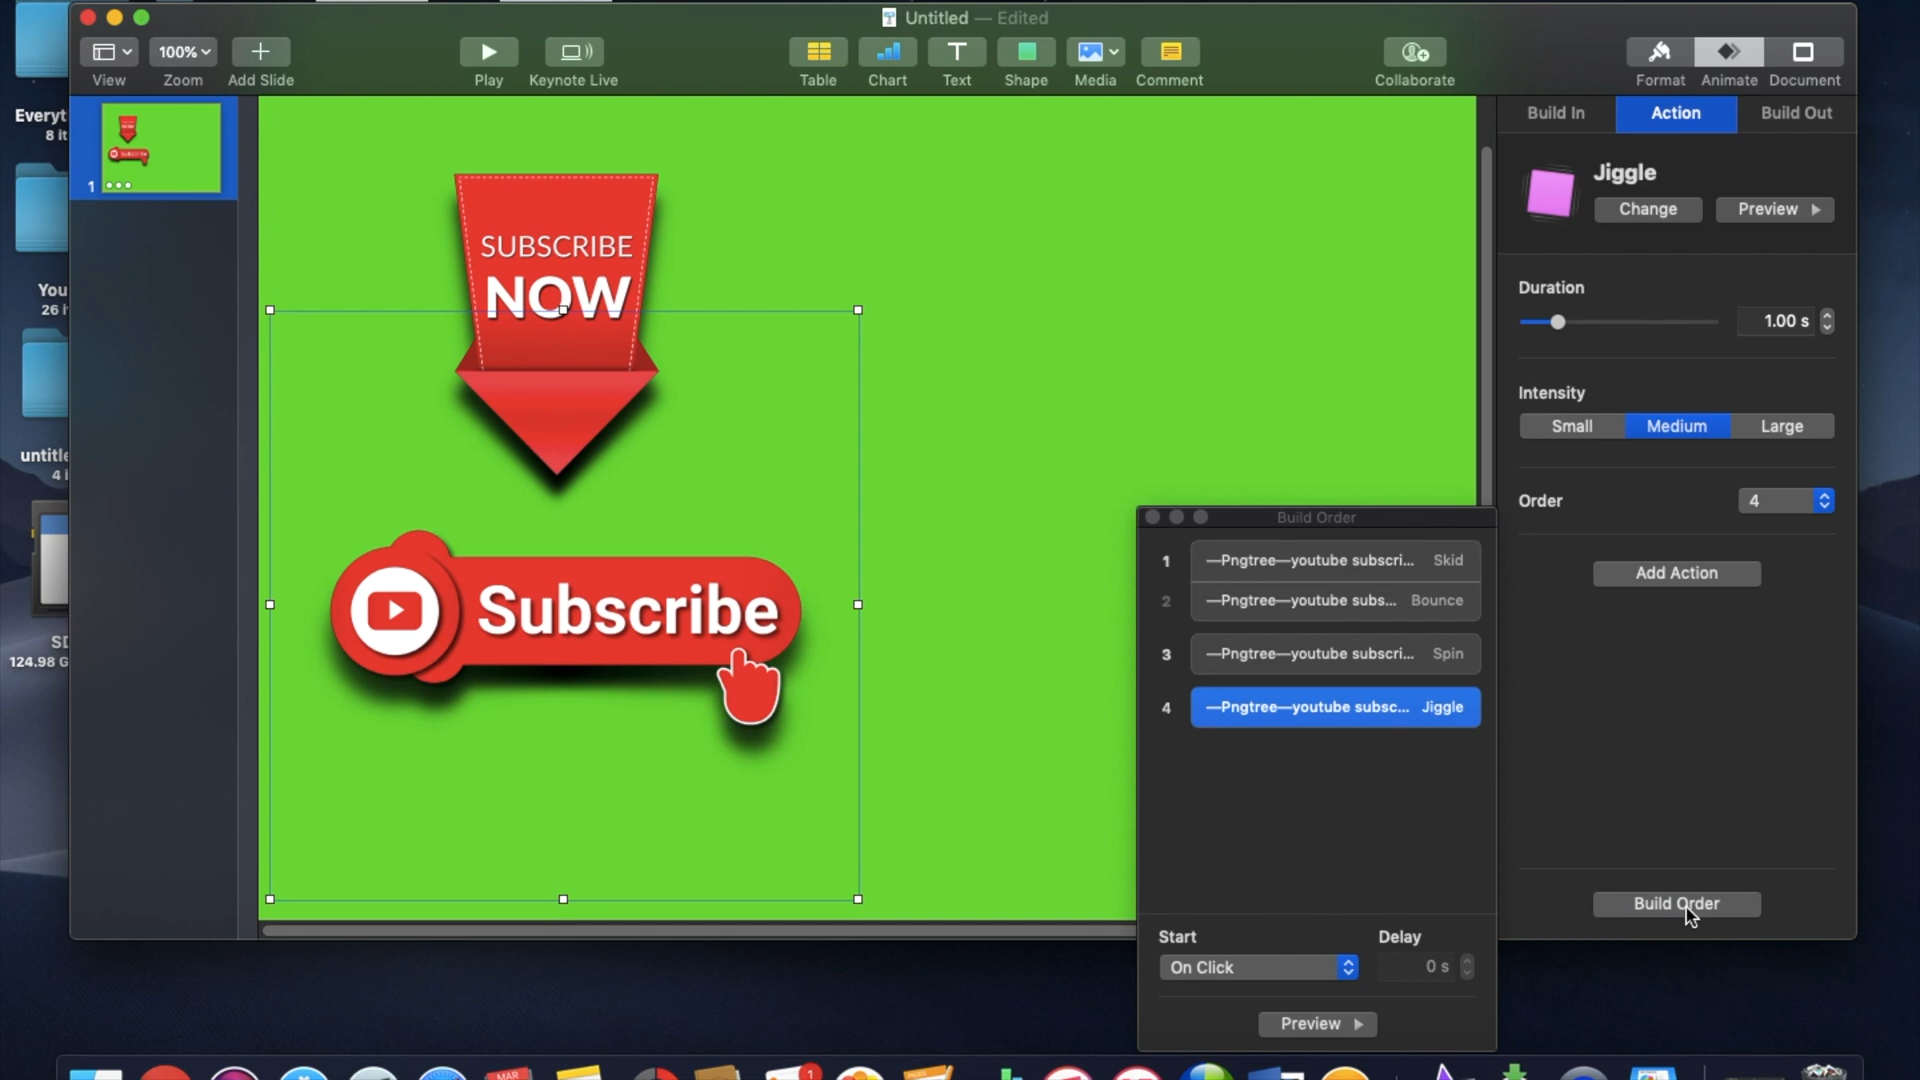 Untitled — Edited
100%
View
Zoom
Add Slide
Play
Keynote Live
Table
Chart
Text
Shape
Media
Comment
Collaborate
Format
Animate
Document
Everyt
8 it
You
26 it
untitle
4 i
SD
124.98 G
1
SUBSCRIBE
NOW
Subscribe
Build In
Action
Build Out
Jiggle
Change
Preview
Duration
1.00 s
Intensity
Small
Medium
Large
Order
4
Add Action
Build Order
Build Order
1 —Pngtree—youtube subscri... Skid
2 —Pngtree—youtube subs... Bounce
3 —Pngtree—youtube subscri... Spin
4 —Pngtree—youtube subsc... Jiggle
Start
Delay
On Click
0 s
Preview
MAR
1